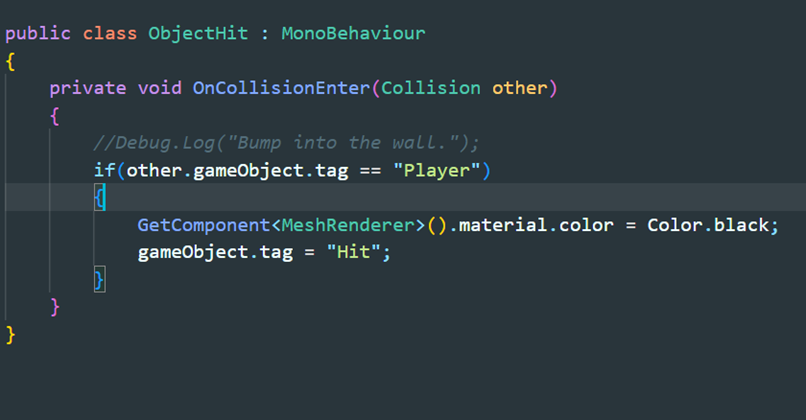 public class ObjectHit : MonoBehaviour
{
    private void OnCollisionEnter(Collision other)
    {
        //Debug.Log("Bump into the wall.");
        if(other.gameObject.tag == "Player")
        {
            GetComponent<MeshRenderer>().material.color = Color.black;
            gameObject.tag = "Hit";
        }
    }
}